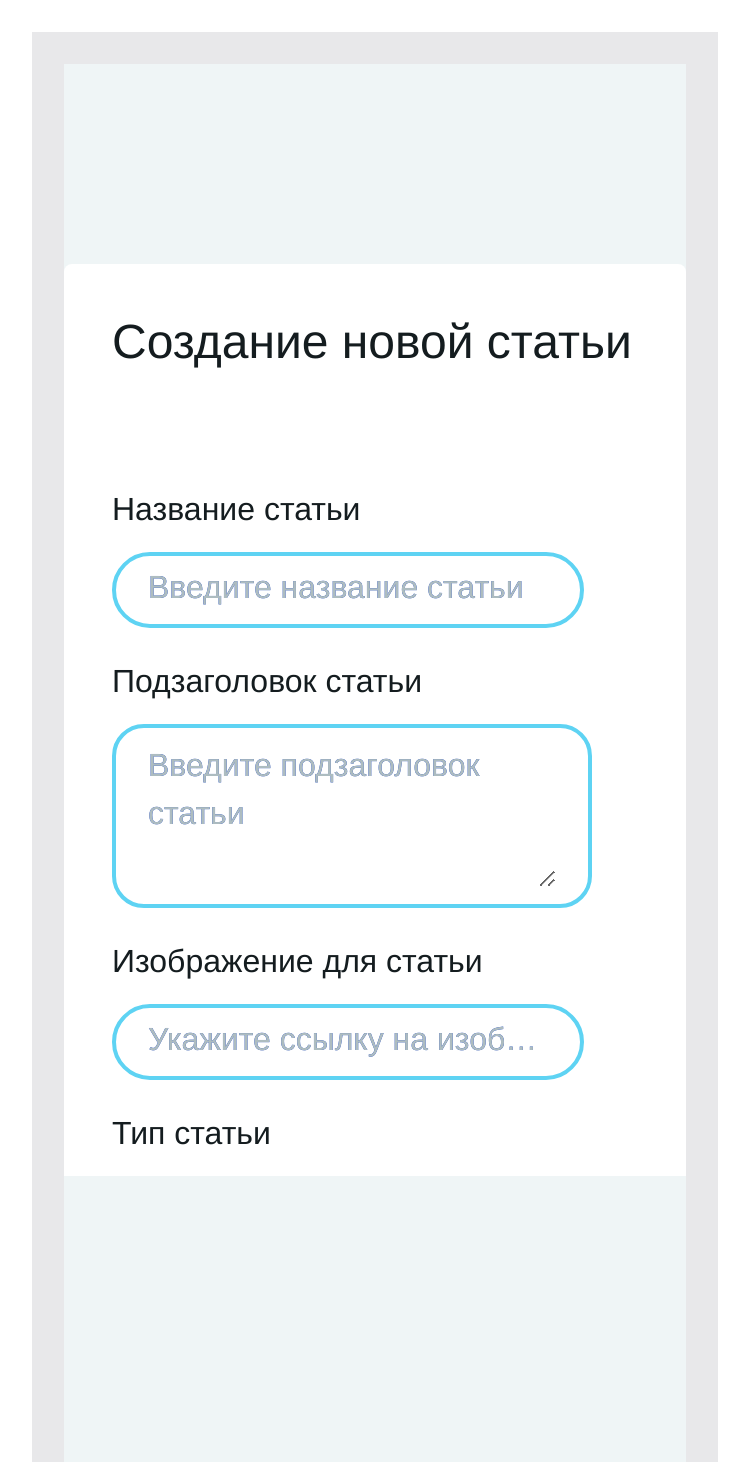 Создание новой статьи
Название статьи
Введите название статьи
Подзаголовок статьи
Введите подзаголовок
статьи
Изображение для статьи
Укажите ссылку на изоб…
Тип статьи